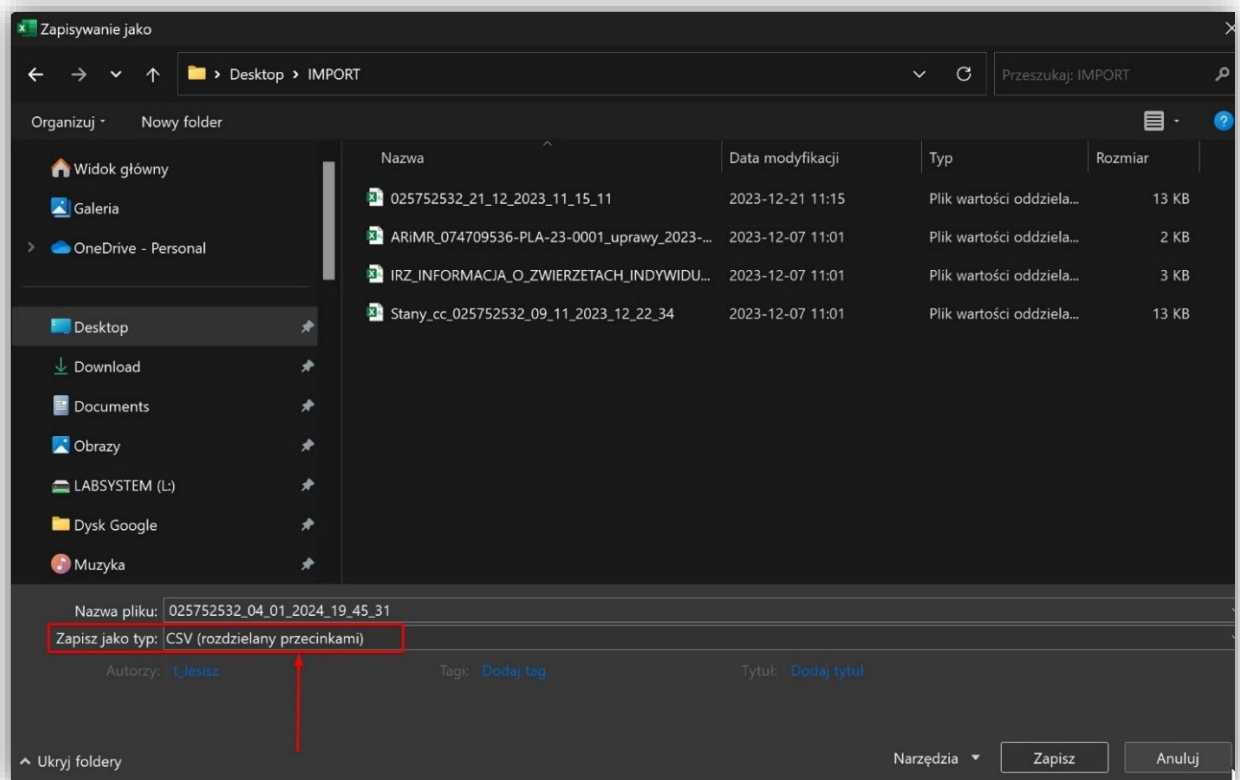 Zapisywanie jako
Desktop > IMPORT
Przeszukaj: IMPORT
Organizuj
Nowy folder
Widok główny
Galeria
OneDrive - Personal
Desktop
Download
Documents
Obrazy
LABSYSTEM (L:)
Dysk Google
Muzyka
Nazwa Data modyfikacji Typ Rozmiar
025752532_21_12_2023_11_15_11 2023-12-21 11:15 Plik wartości oddziela... 13 KB
ARiMR_074709536-PLA-23-0001_uprawy_2023-... 2023-12-07 11:01 Plik wartości oddziela... 2 KB
IRZ_INFORMACJA_O_ZWIERZETACH_INDYWIDU... 2023-12-07 11:01 Plik wartości oddziela... 3 KB
Stany_cc_025752532_09_11_2023_12_22_34 2023-12-07 11:01 Plik wartości oddziela... 13 KB
Nazwa pliku: 025752532_04_01_2024_19_45_31
Zapisz jako typ: CSV (rozdzielany przecinkami)
Autorzy: t_lesisz Tagi: Dodaj tag Tytuł: Dodaj tytuł
Ukryj foldery Narzędzia Zapisz Anuluj